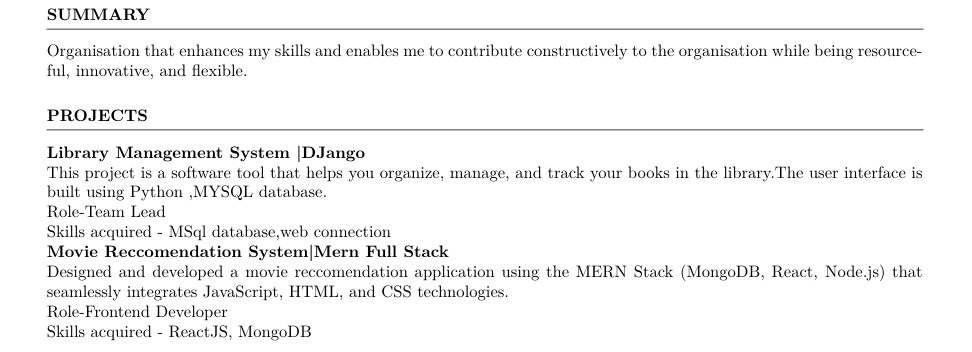 SUMMARY
Organisation that enhances my skills and enables me to contribute constructively to the organisation while being resource-
ful, innovative, and flexible.
PROJECTS
Library Management System |DJango
This project is a software tool that helps you organize, manage, and track your books in the library.The user interface is
built using Python ,MYSQL database.
Role-Team Lead
Skills acquired - MSql database,web connection
Movie Reccomendation System|Mern Full Stack
Designed and developed a movie reccomendation application using the MERN Stack (MongoDB, React, Node.js) that
seamlessly integrates JavaScript, HTML, and CSS technologies.
Role-Frontend Developer
Skills acquired - ReactJS, MongoDB